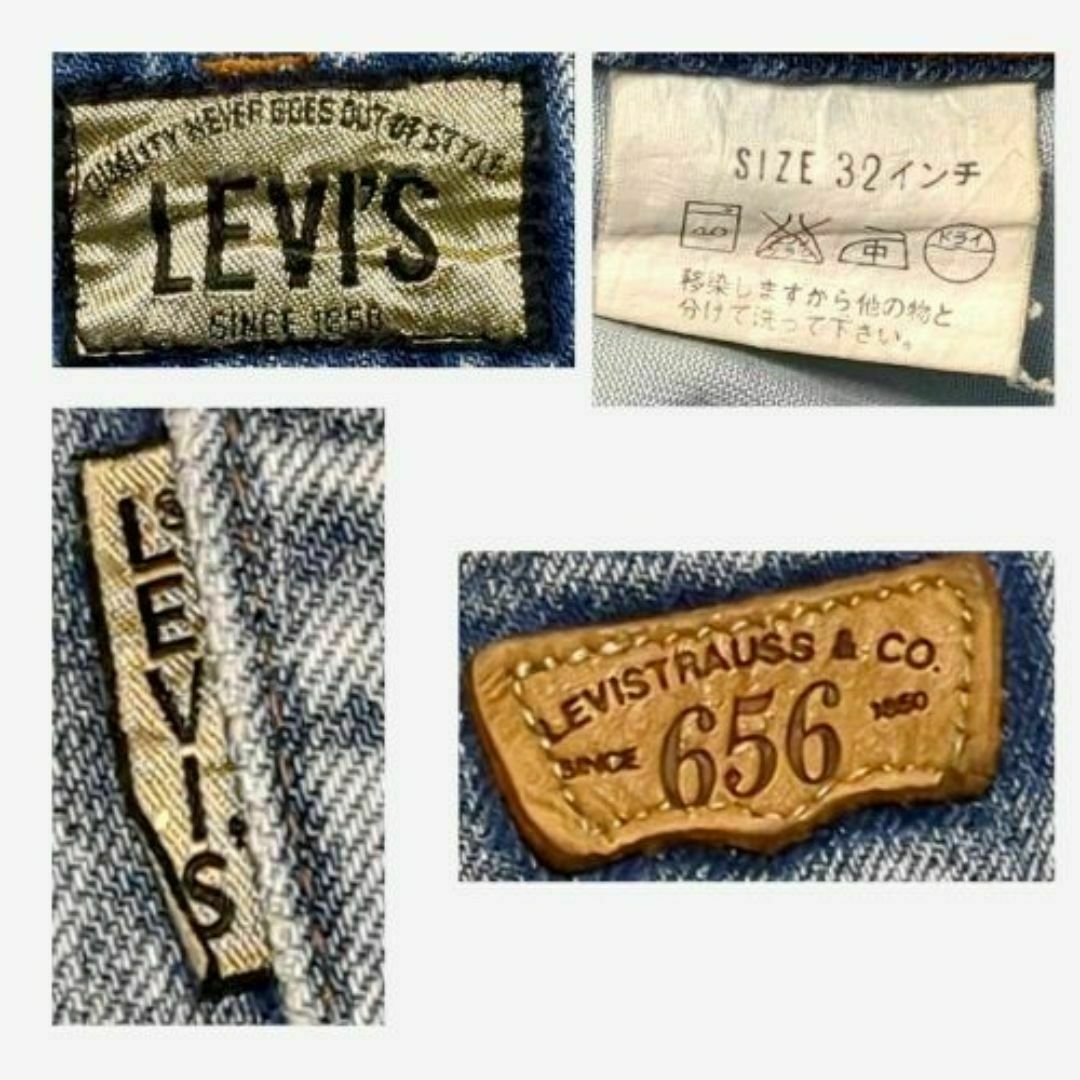 QUALITY NEVER GOES OUT OF STYLE
LEVI'S
SINCE 1850
SIZE 32インチ
40
中
ドライ
移染しますから他の物と
分けて洗って下さい。
LEVI'S
LEVISTRAUSS & CO.
SINCE 656 1850